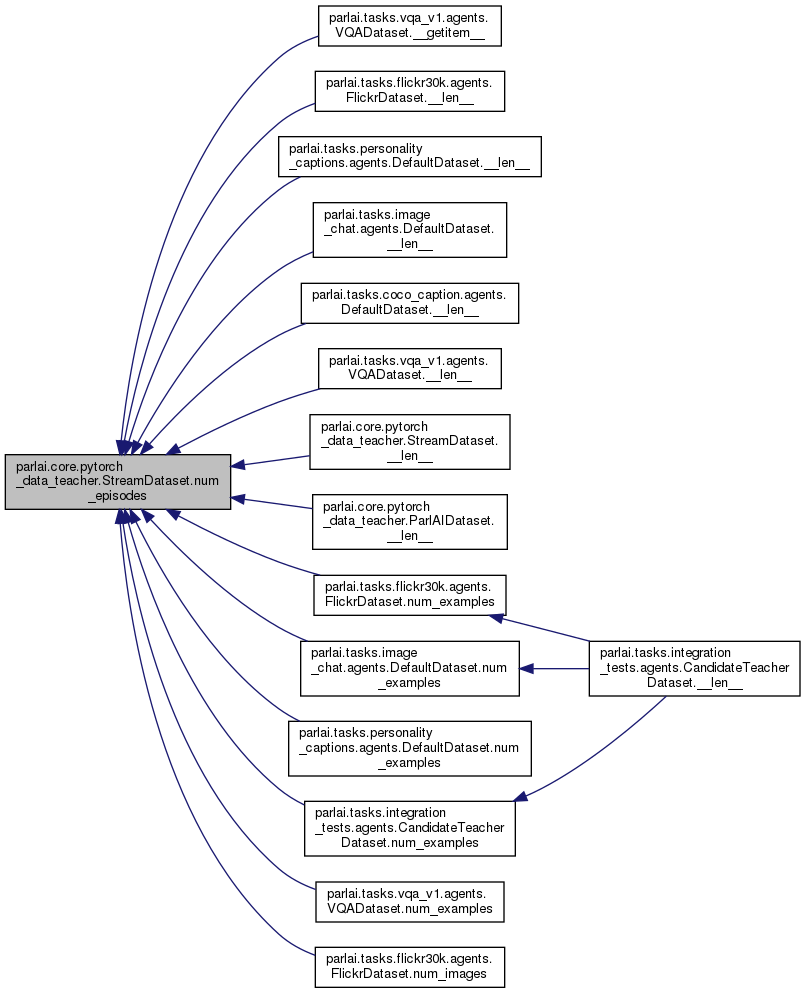 parlai.tasks.vqa_v1.agents.
VQADataset.__getitem__
parlai.tasks.flickr30k.agents.
FlickrDataset.__len__
parlai.tasks.personality
_captions.agents.DefaultDataset.__len__
parlai.tasks.image
_chat.agents.DefaultDataset.
__len__
parlai.tasks.coco_caption.agents.
DefaultDataset.__len__
parlai.tasks.vqa_v1.agents.
VQADataset.__len__
parlai.core.pytorch
_data_teacher.StreamDataset.
__len__
parlai.core.pytorch
_data_teacher.StreamDataset.num
_episodes
parlai.core.pytorch
_data_teacher.ParlAIDataset.
__len__
parlai.tasks.flickr30k.agents.
FlickrDataset.num_examples
parlai.tasks.image
_chat.agents.DefaultDataset.num
_examples
parlai.tasks.integration
_tests.agents.CandidateTeacher
Dataset.__len__
parlai.tasks.personality
_captions.agents.DefaultDataset.num
_examples
parlai.tasks.integration
_tests.agents.CandidateTeacher
Dataset.num_examples
parlai.tasks.vqa_v1.agents.
VQADataset.num_examples
parlai.tasks.flickr30k.agents.
FlickrDataset.num_images